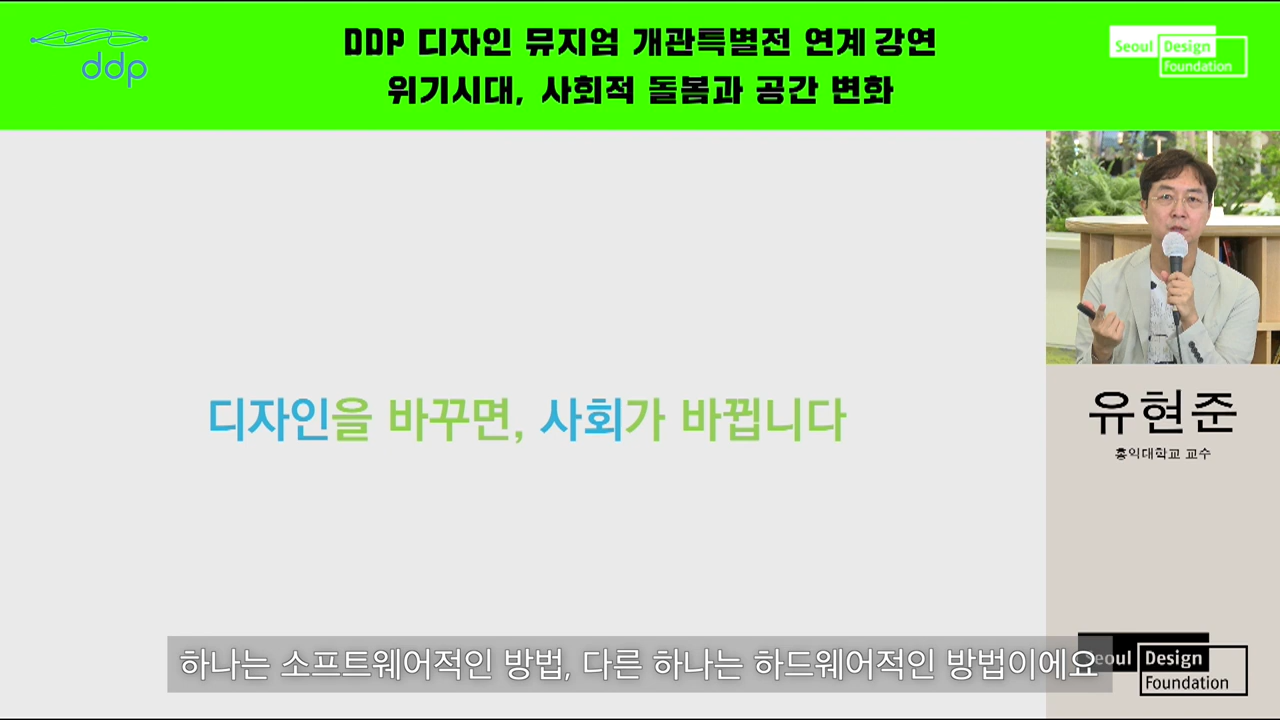 ddp
DDP 디자인 뮤지엄 개관특별전 연계 강연
위기시대, 사회적 돌봄과 공간 변화
Seoul Design
Foundation
디자인을 바꾸면, 사회가 바뀝니다
유현준
홍익대학교 교수
하나는 소프트웨어적인 방법, 다른 하나는 하드웨어적인 방법이에요
Seoul Design
Foundation